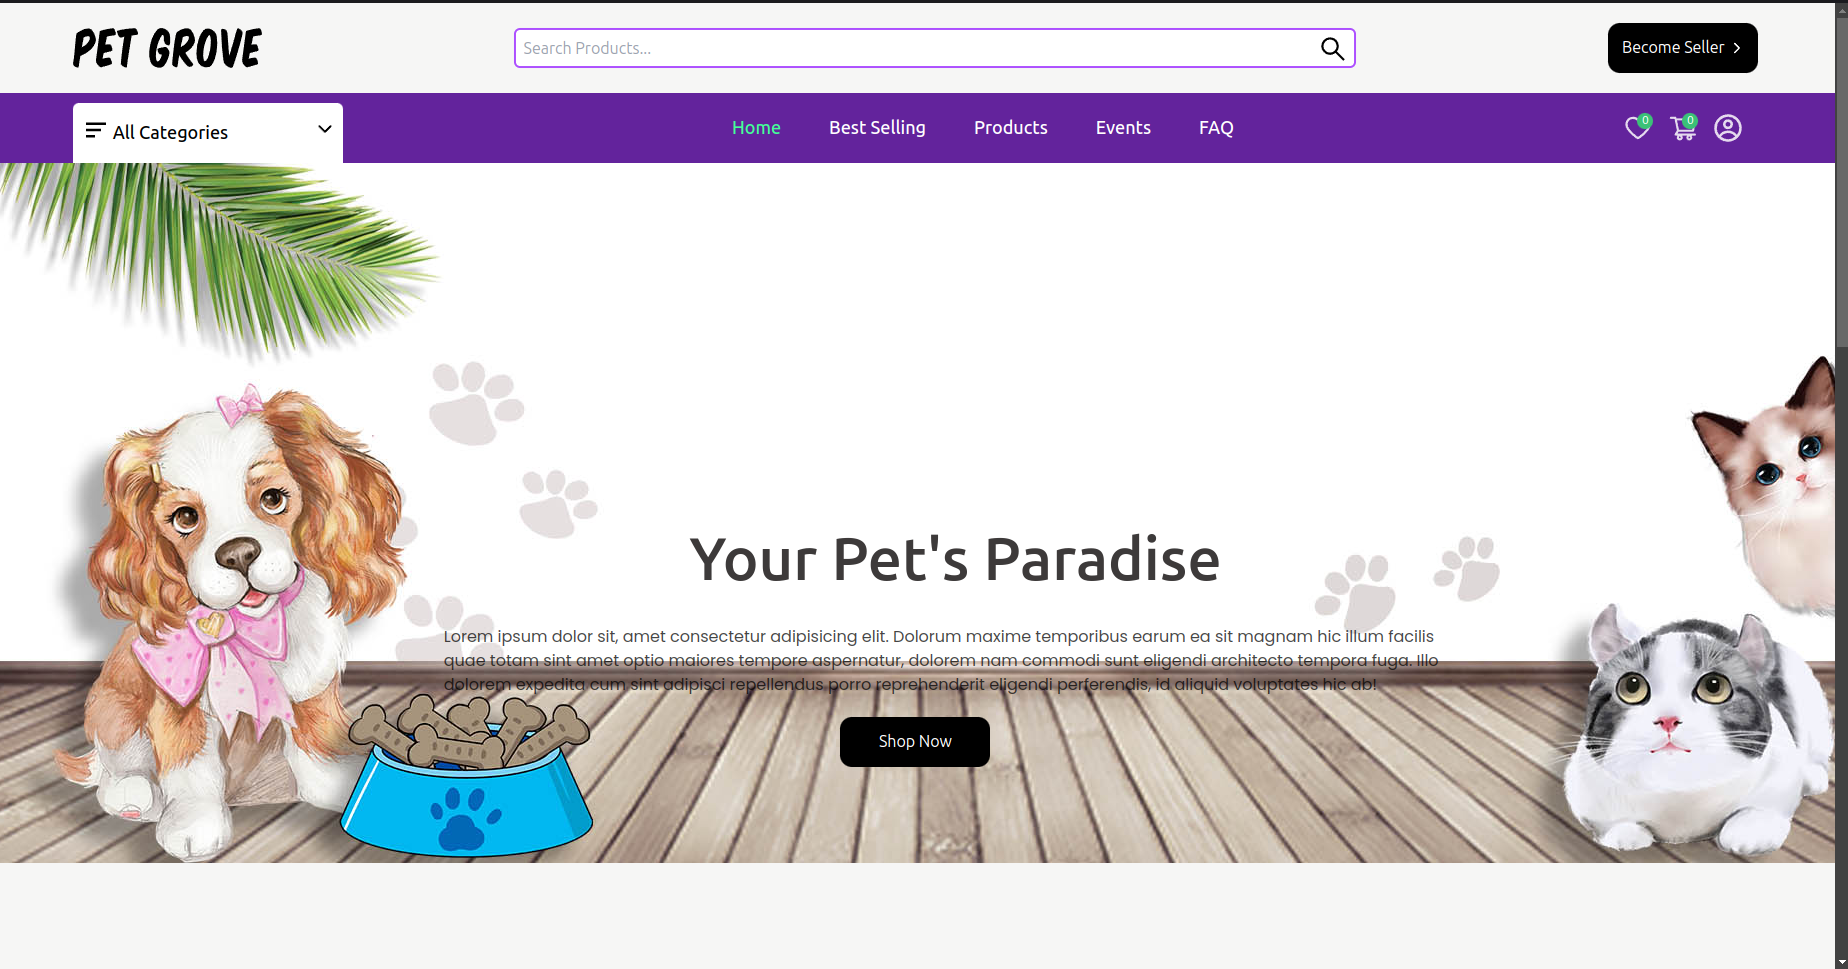 PET GROVE
Search Products...
Become Seller
All Categories
Home
Best Selling
Products
Events
FAQ
0
0
Your Pet's Paradise
Lorem ipsum dolor sit, amet consectetur adipisicing elit. Dolorum maxime temporibus earum ea sit magnam hic illum facilis
quae totam sint amet optio maiores tempore aspernatur, dolorem nam commodi sunt eligendi architecto tempora fuga. Illo
dolorem expedita cum sint adipisci repellendus porro reprehenderit eligendi perferendis, id aliquid voluptates hic ab!
Shop Now